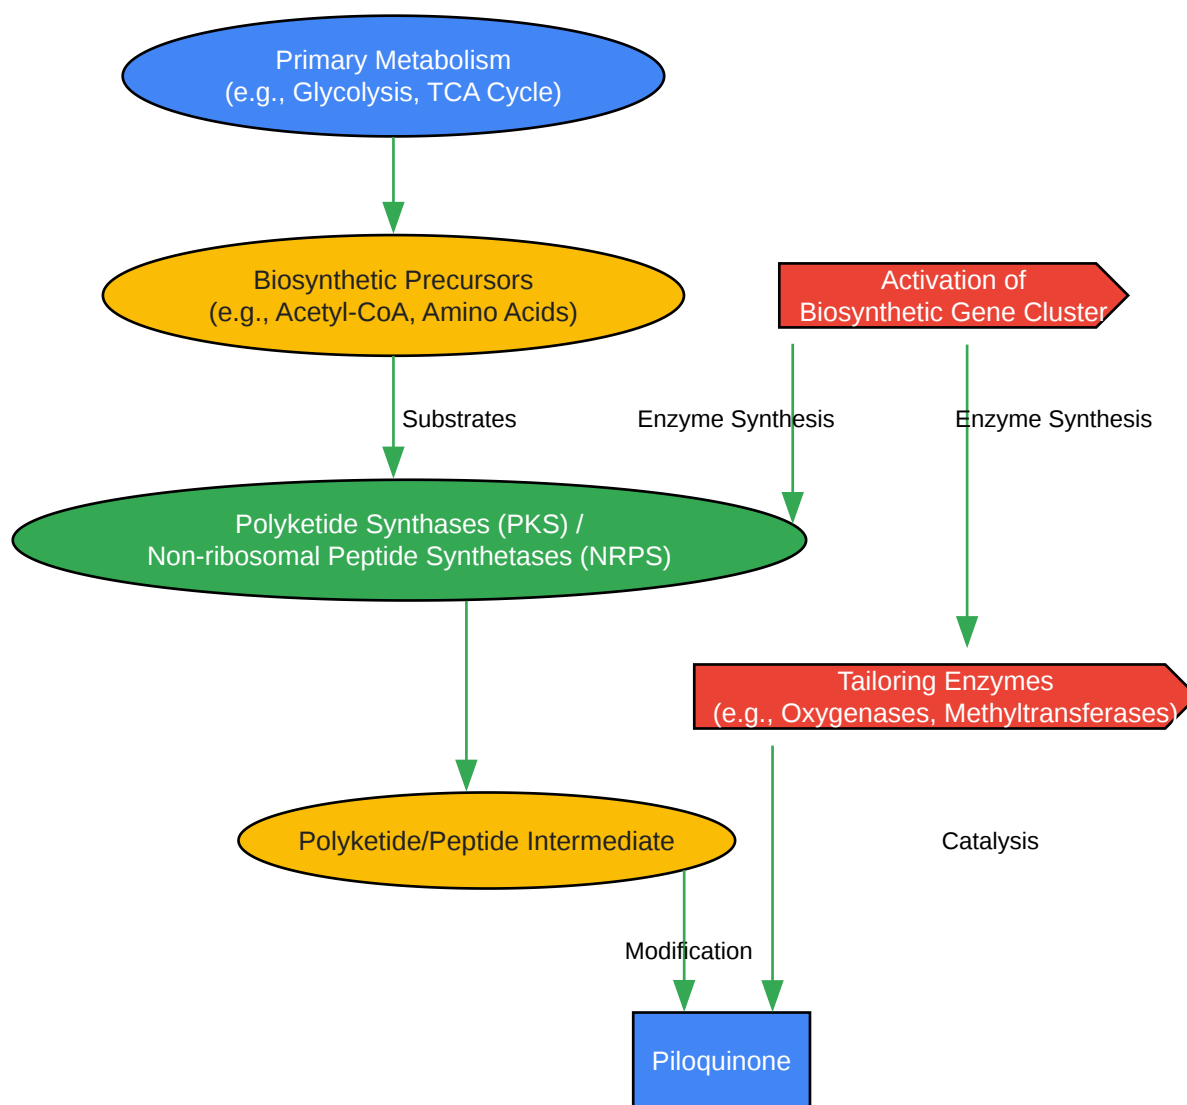 Primary Metabolism
(e.g., Glycolysis, TCA Cycle)
Biosynthetic Precursors
(e.g., Acetyl-CoA, Amino Acids)
Activation of
Biosynthetic Gene Cluster
Substrates
Enzyme Synthesis
Enzyme Synthesis
Polyketide Synthases (PKS) /
Non-ribosomal Peptide Synthetases (NRPS)
Tailoring Enzymes
(e.g., Oxygenases, Methyltransferases)
Polyketide/Peptide Intermediate
Catalysis
Modification
Piloquinone